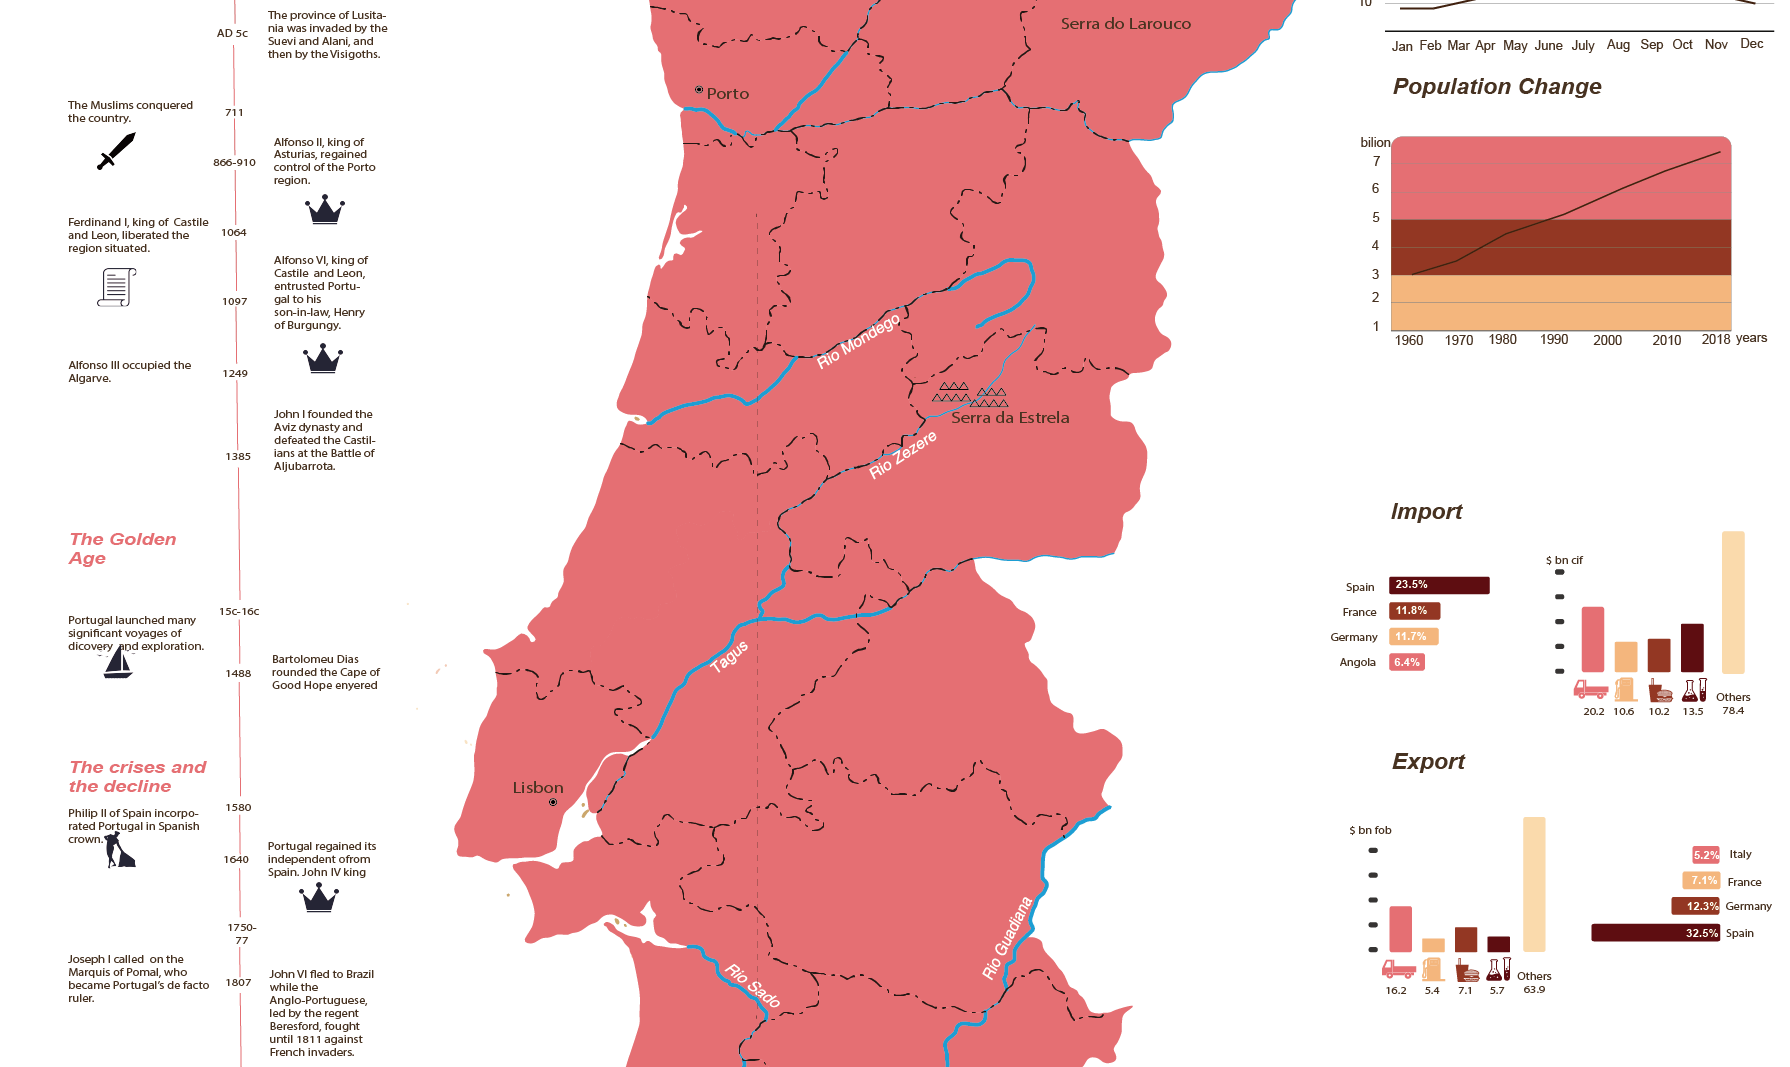 AD 5c
The province of Lusita-
nia was invaded by the
Suevi and Alani, and
then by the Visigoths.
The Muslims conquered
the country.
711
866-910
Alfonso II, king of
Asturias, regained
control of the Porto
region.
Ferdinand I, king of Castile
and Leon, liberated the
region situated.
1064
Alfonso VI, king of
Castile and Leon,
entrusted Portu-
gal to his
son-in-law, Henry
of Burgungy.
1097
Alfonso III occupied the
Algarve.
1249
John I founded the
Aviz dynasty and
defeated the Castil-
ians at the Battle of
Aljubarrota.
1385
The Golden
Age
15c-16c
Portugal launched many
significant voyages of
dicovery and exploration.
1488
Bartolomeu Dias
rounded the Cape of
Good Hope enyered
The crises and
the decline
1580
Philip II of Spain incorpo-
rated Portugal in Spanish
crown.
1640
Portugal regained its
independent ofrom
Spain. John IV king
1750-
77
Joseph I called on the
Marquis of Pomal, who
became Portugal's de facto
ruler.
1807
John VI fled to Brazil
while the
Anglo-Portuguese,
led by the regent
Beresford, fought
until 1811 against
French invaders.
Serra do Larouco
Porto
Rio Mondego
Serra da Estrela
Rio Zezere
Tagus
Lisbon
Rio Guadiana
Rio Sado
10
Jan Feb Mar Apr May June July Aug Sep Oct Nov Dec
Population Change
bilion
7
6
5
4
3
2
1
1960 1970 1980 1990 2000 2010 2018 years
Import
Spain 23.5%
France 11.8%
Germany 11.7%
Angola 6.4%
$ bn cif
Others
20.2 10.6 10.2 13.5 78.4
Export
$ bn fob
Others
16.2 5.4 7.1 5.7 63.9
5.2% Italy
7.1% France
12.3% Germany
32.5% Spain